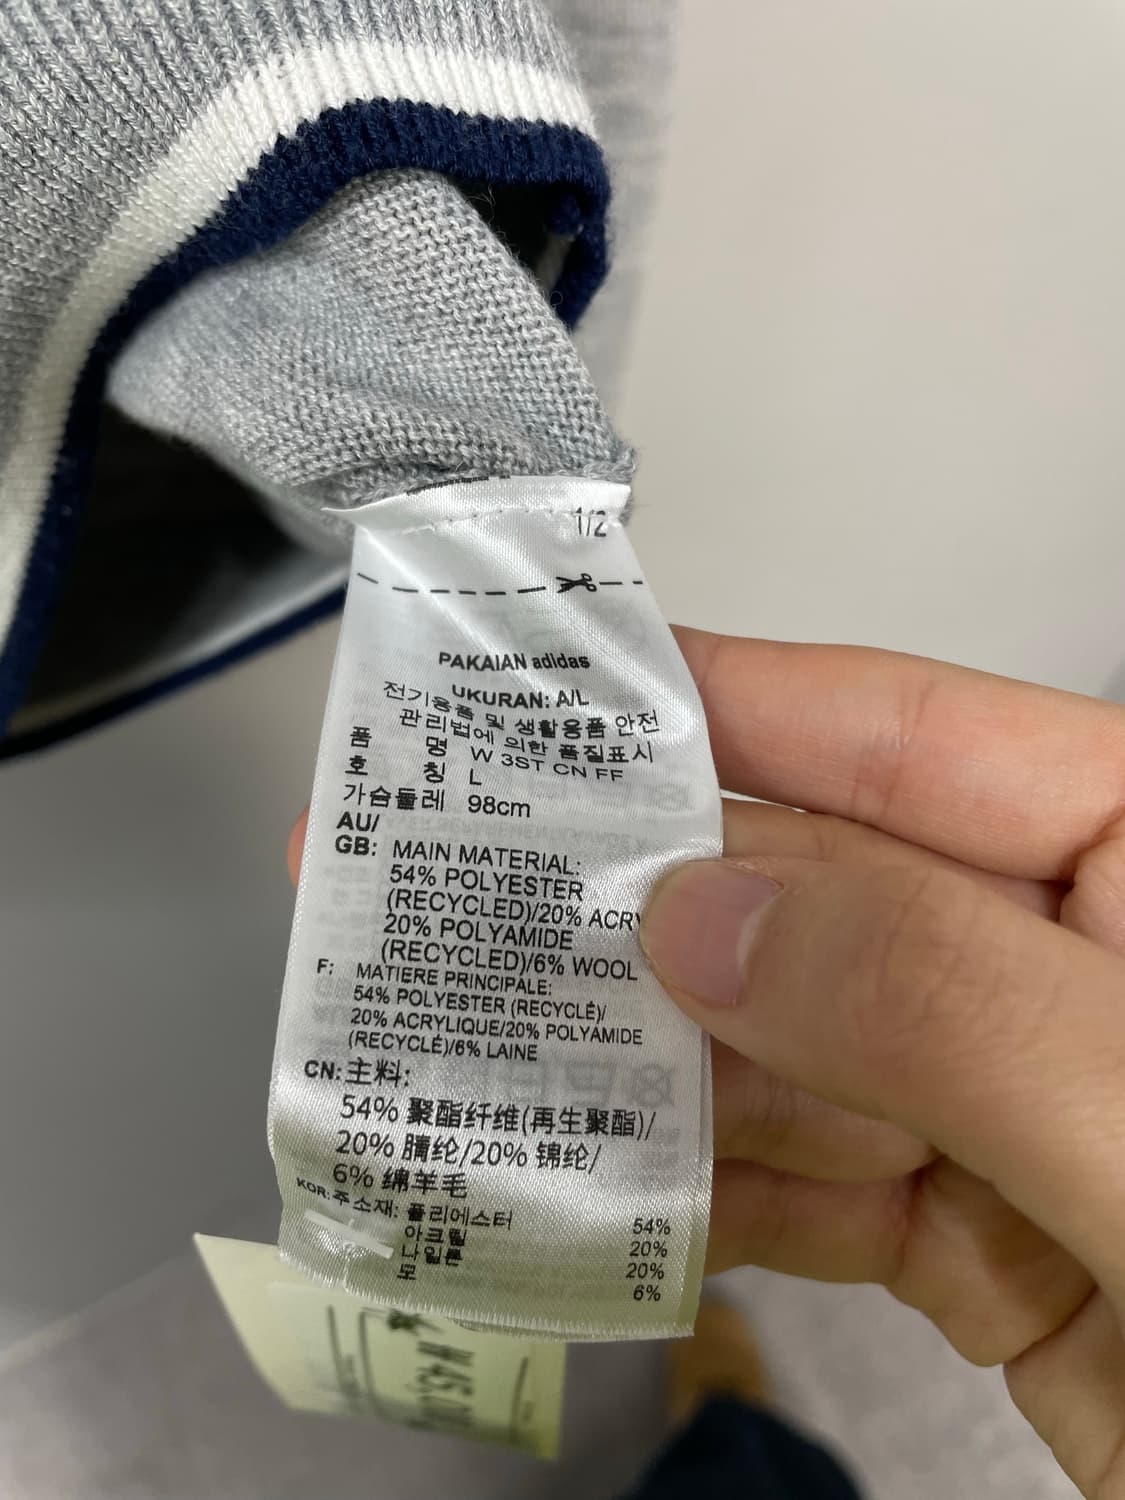 1/2
PAKAIAN adidas
UKURAN: A/L
전기용품 및 생활용품 안전
관리법에 의한 품질표시
품 명 W 3ST CN FF
호 칭 L
가슴둘레 98cm
AU/
GB: MAIN MATERIAL:
54% POLYESTER
(RECYCLED)/20% ACRY
20% POLYAMIDE
(RECYCLED)/6% WOOL
F: MATIERE PRINCIPALE:
54% POLYESTER (RECYCLÉ)/
20% ACRYLIQUE/20% POLYAMIDE
(RECYCLÉ)/6% LAINE
CN: 主料:
54% 聚酯纤维(再生聚酯)/
20% 腈纶/20% 锦纶/
6% 绵羊毛
KOR: 주소재: 폴리에스터 54%
아크릴 20%
나일론 20%
모 6%